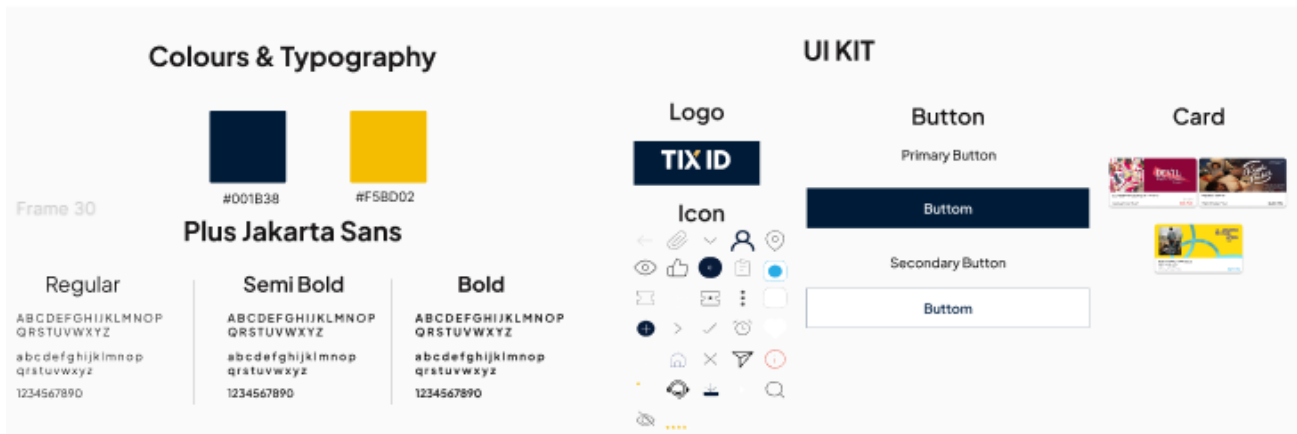 Colours & Typography
#001B38
#F5BD02
Frame 30
Plus Jakarta Sans
Regular
ABCDEFGHIJKLMNOP
QRSTUVWXYZ
abcdefghijklmnop
qrstuvwxyz
1234567890
Semi Bold
ABCDEFGHIJKLMNOP
QRSTUVWXYZ
abcdefghijklmnop
qrstuvwxyz
1234567890
Bold
ABCDEFGHIJKLMNOP
QRSTUVWXYZ
abcdefghijklmnop
qrstuvwxyz
1234567890
UI KIT
Logo
TIX ID
Icon
Button
Primary Button
Buttom
Secondary Button
Buttom
Card